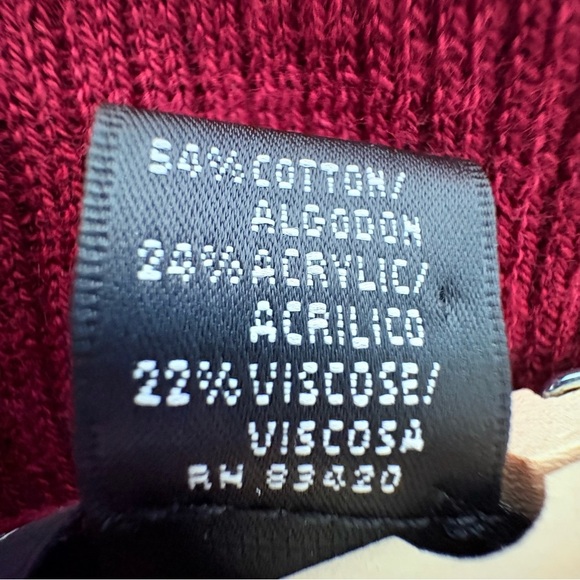 54% COTTON/
ALGODON
24% ACRYLIC/
ACRILICO
22% VISCOSE/
VISCOSA
RN 83420